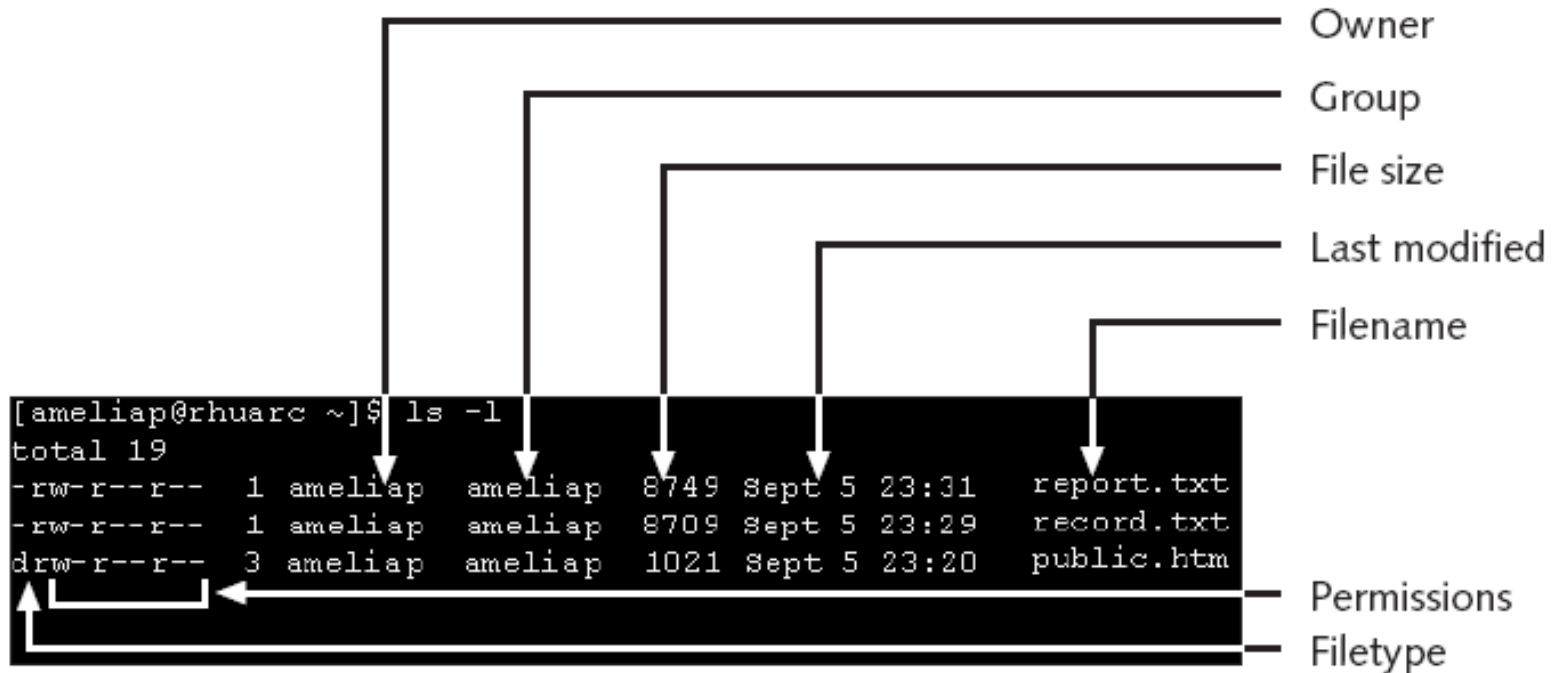 Owner
Group
File size
Last modified
Filename
[ameliap@rhuarc ~]$ ls -l
total 19
-rw-r--r-- 1 ameliap ameliap 8749 Sept 5 23:31 report.txt
-rw-r--r-- 1 ameliap ameliap 8709 Sept 5 23:29 record.txt
drw-r--r-- 3 ameliap ameliap 1021 Sept 5 23:20 public.htm
Permissions
Filetype